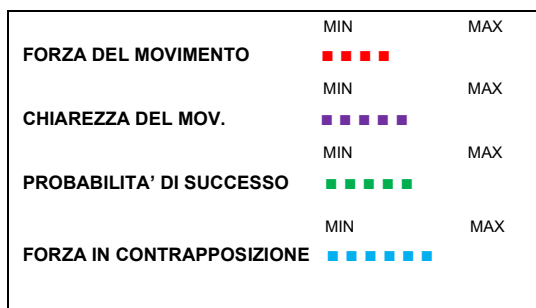 MIN MAX
FORZA DEL MOVIMENTO
MIN MAX
CHIAREZZA DEL MOV.
MIN MAX
PROBABILITA’ DI SUCCESSO
MIN MAX
FORZA IN CONTRAPPOSIZIONE